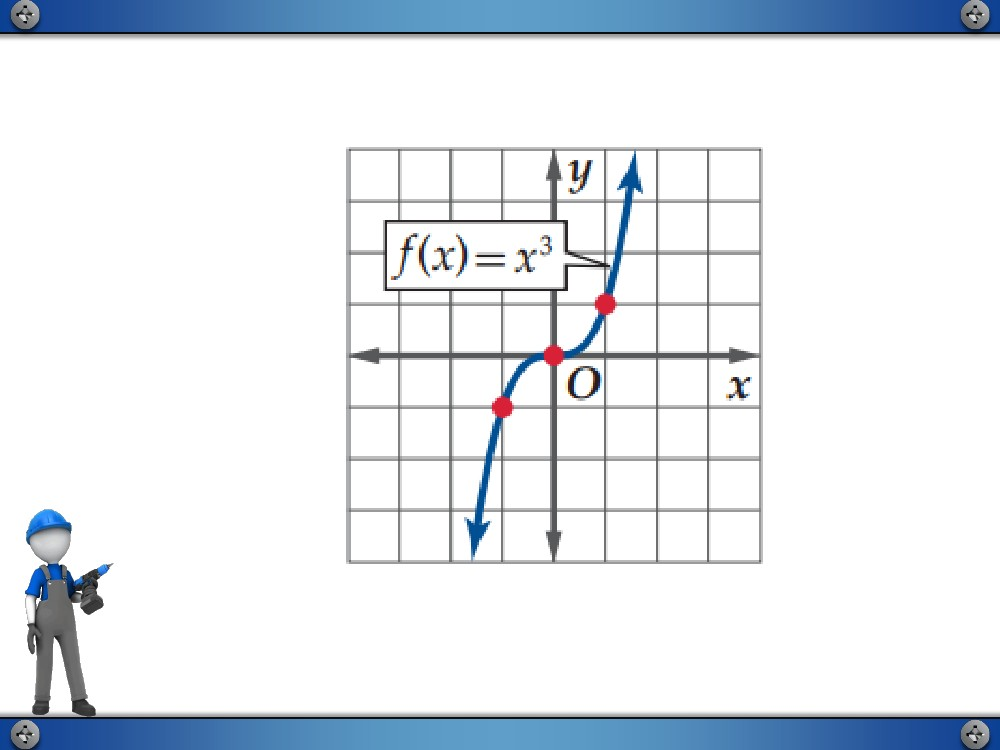 y
f(x) = x³
O
x